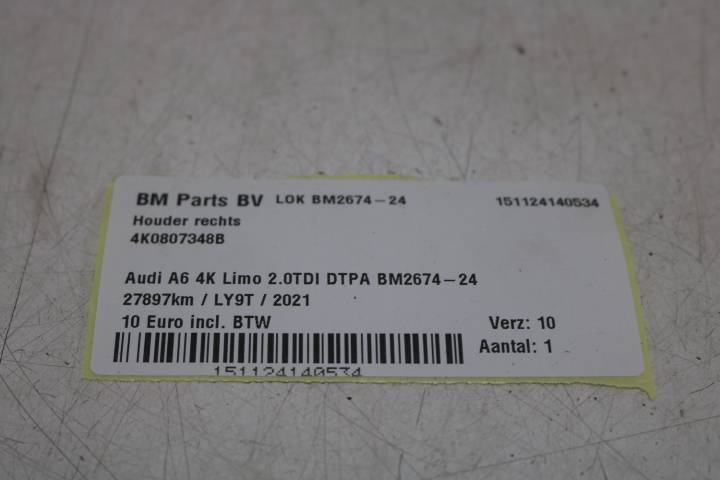 BM Parts BV LOK BM2674-24 151124140534
Houder rechts
4K0807348B
Audi A6 4K Limo 2.0TDI DTPA BM2674-24
27897km / LY9T / 2021
10 Euro incl. BTW Verz: 10
Aantal: 1
151124140534